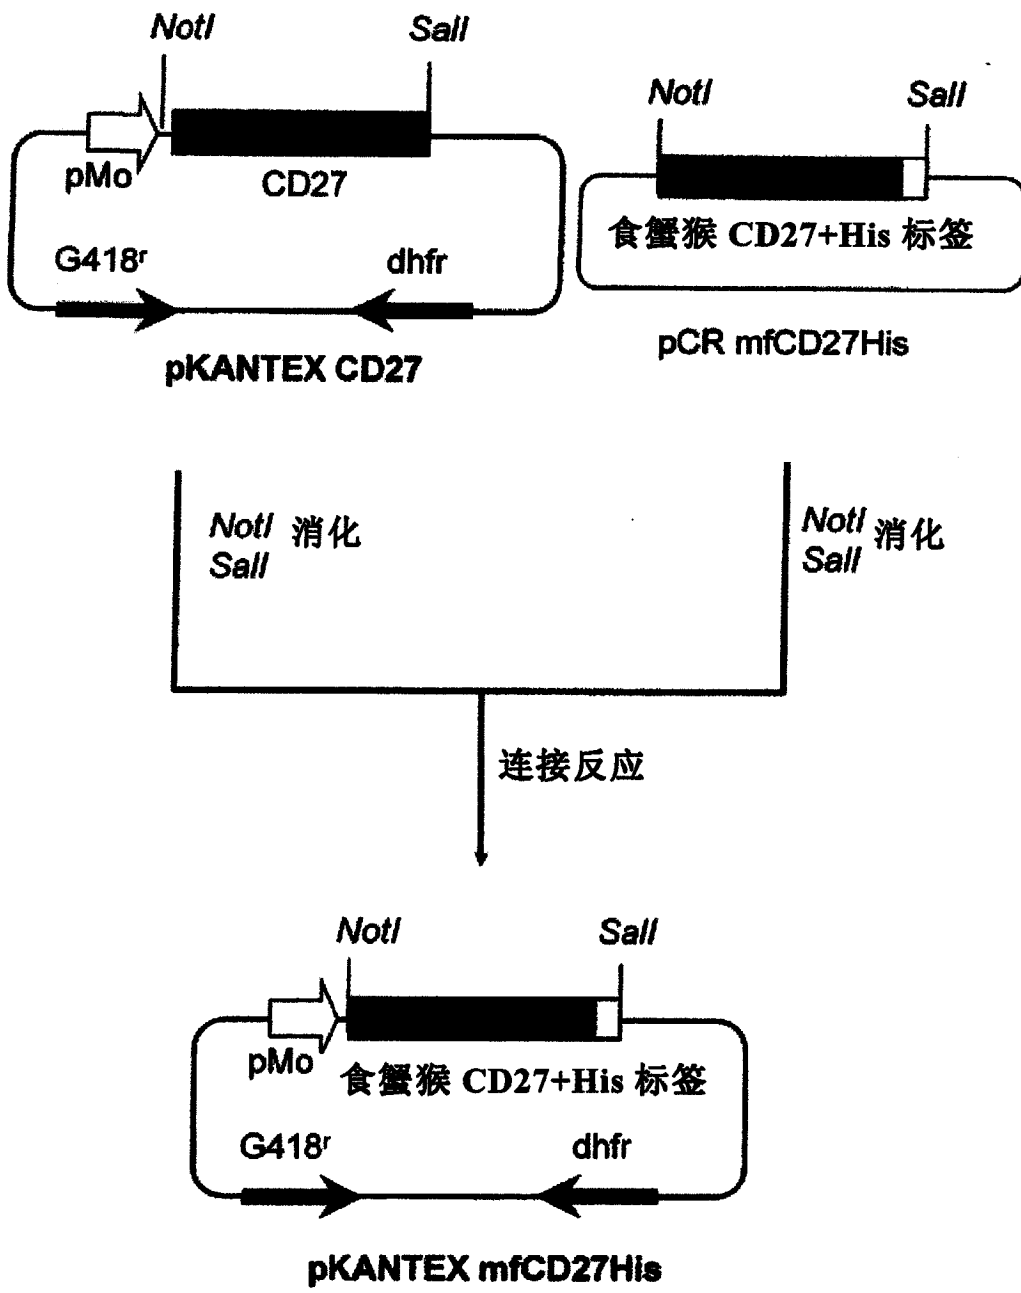 NotI
SalI
pMo
CD27
G418r
dhfr
pKANTEX CD27
NotI
SalI
食蟹猴 CD27+His 标签
pCR mfCD27His
NotI 消化
SalI
NotI 消化
SalI
连接反应
NotI
SalI
pMo
食蟹猴 CD27+His 标签
G418r
dhfr
pKANTEX mfCD27His